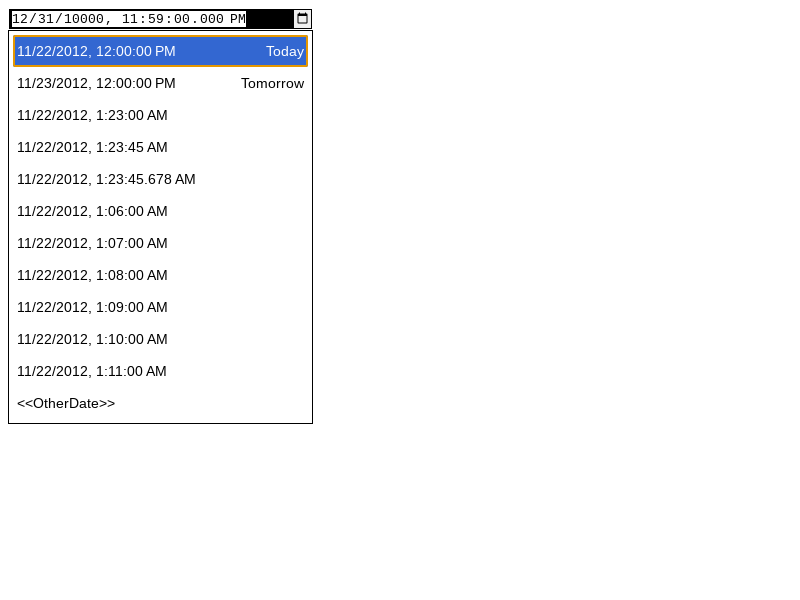 12/31/10000, 11:59:00.000 PM
11/22/2012, 12:00:00 PM Today
11/23/2012, 12:00:00 PM Tomorrow
11/22/2012, 1:23:00 AM
11/22/2012, 1:23:45 AM
11/22/2012, 1:23:45.678 AM
11/22/2012, 1:06:00 AM
11/22/2012, 1:07:00 AM
11/22/2012, 1:08:00 AM
11/22/2012, 1:09:00 AM
11/22/2012, 1:10:00 AM
11/22/2012, 1:11:00 AM
<<OtherDate>>